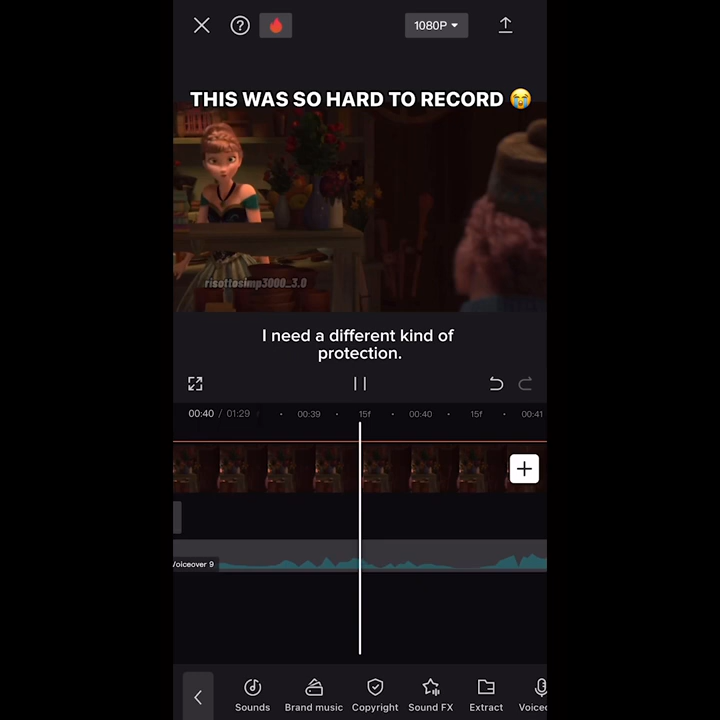 1080P
THIS WAS SO HARD TO RECORD 😭
risottosimp3000_3.0
I need a different kind of
protection.
00:40 / 01:29
00:39
15f
00:40
15f
00:41
Voiceover 9
Sounds
Brand music
Copyright
Sound FX
Extract
Voiceo